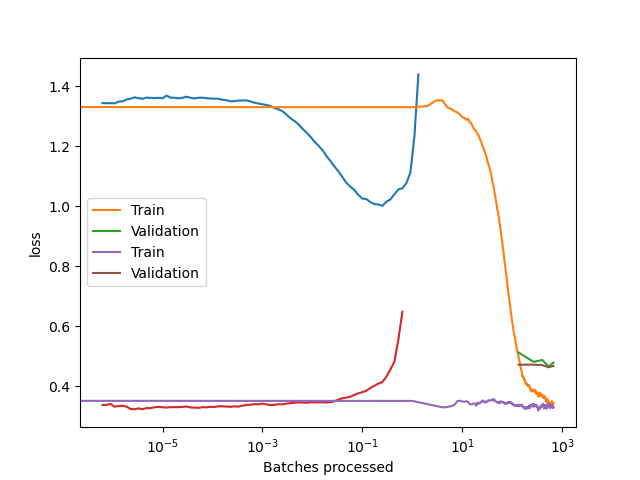 1.4
1.2
1.0
0.8
0.6
0.4
loss
Train
Validation
Train
Validation
10⁻⁵ 10⁻³ 10⁻¹ 10¹ 10³
Batches processed